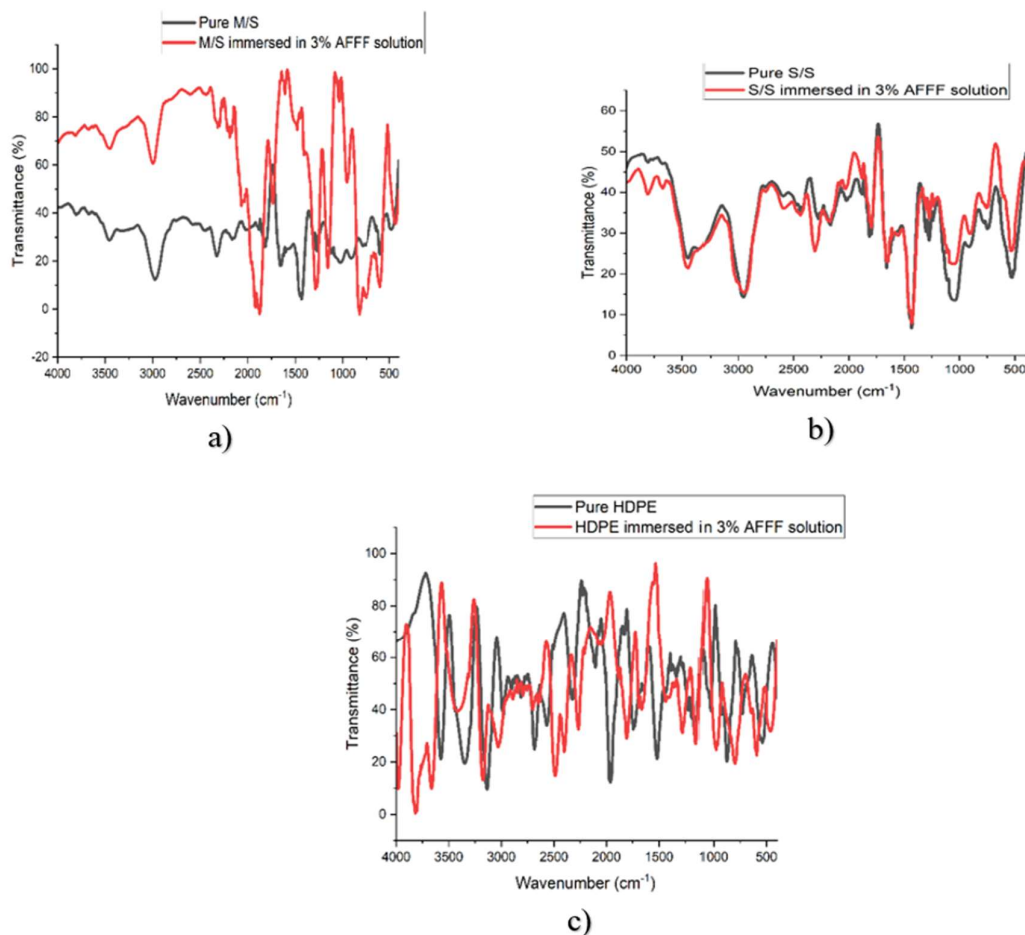 Pure M/S
M/S immersed in 3% AFFF solution
100
80
60
40
20
0
-20
Transmittance (%)
4000 3500 3000 2500 2000 1500 1000 500
Wavenumber (cm⁻¹)
a)
Pure S/S
S/S immersed in 3% AFFF solution
60
50
40
30
20
10
0
Transmittance (%)
4000 3500 3000 2500 2000 1500 1000 500
Wavenumber (cm⁻¹)
b)
Pure HDPE
HDPE immersed in 3% AFFF solution
100
80
60
40
20
0
Transmittance (%)
4000 3500 3000 2500 2000 1500 1000 500
Wavenumber (cm⁻¹)
c)